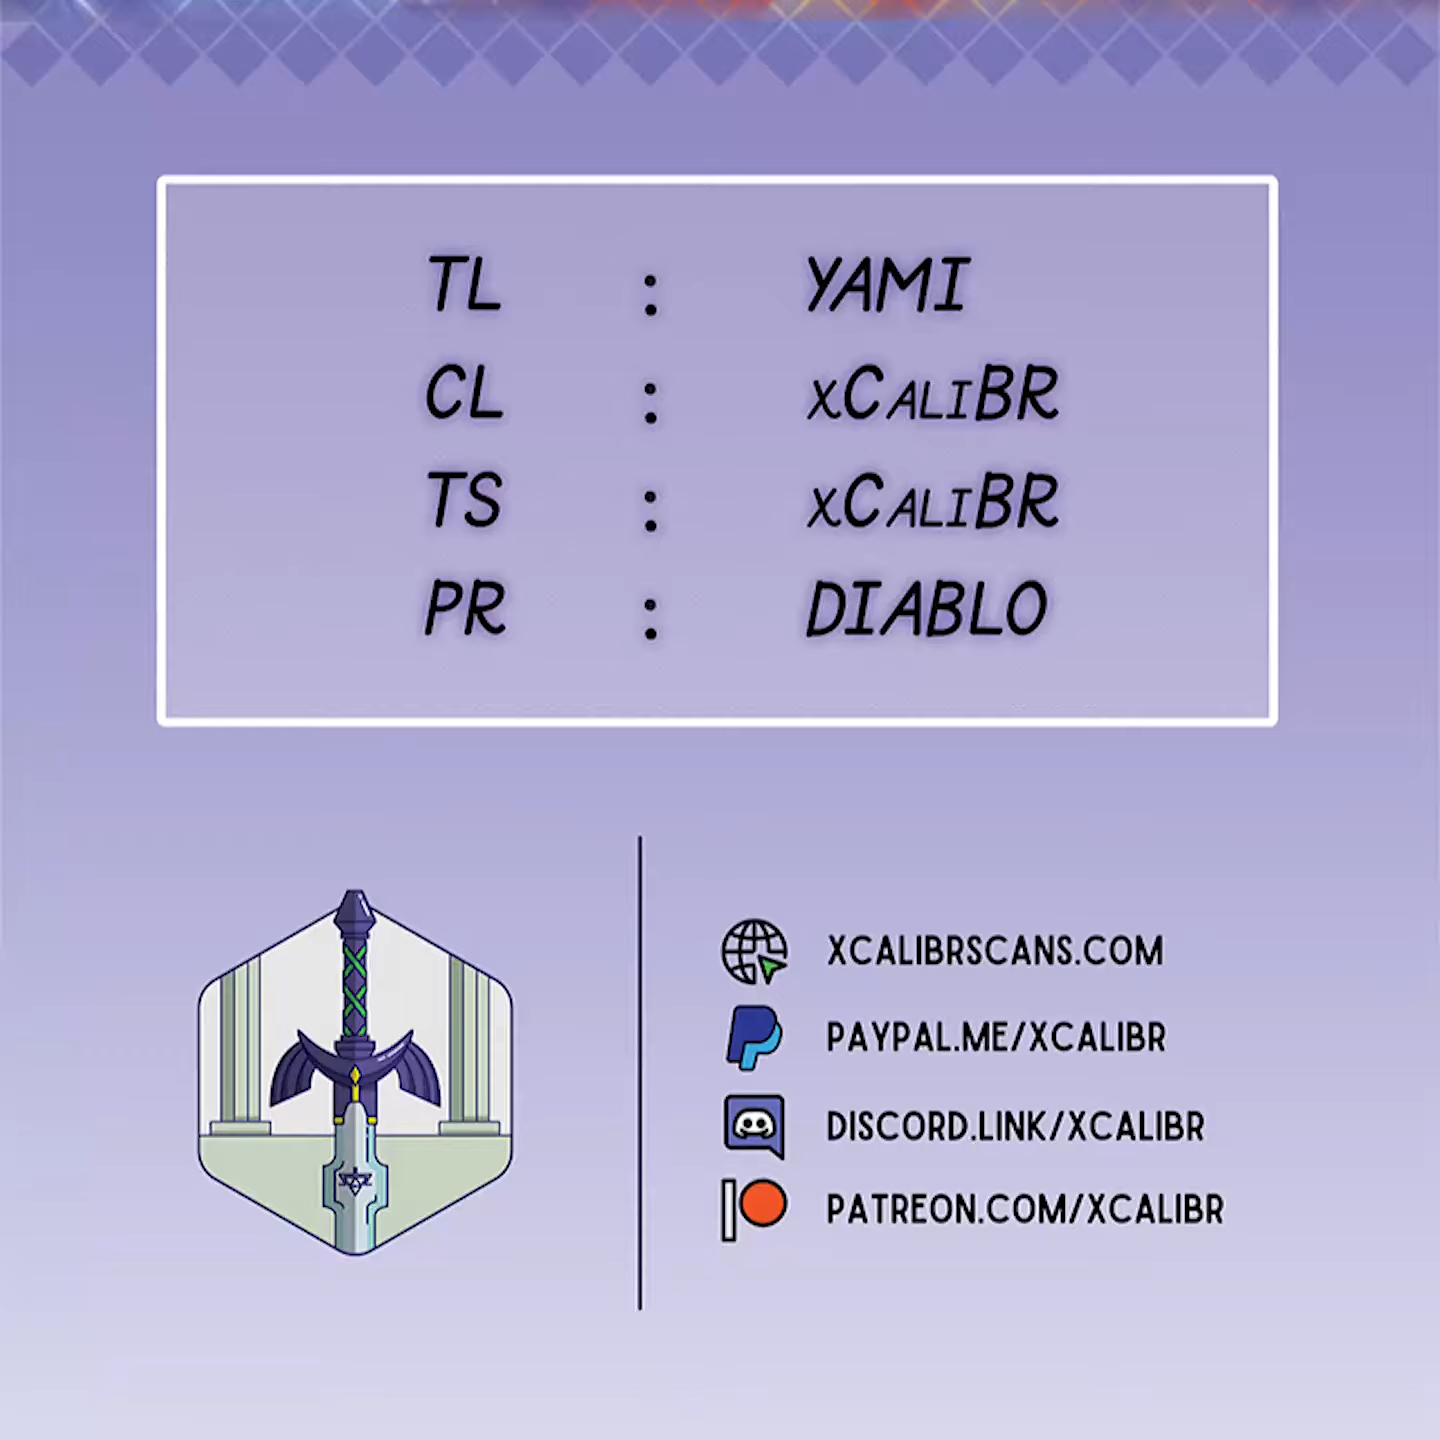 TL : YAMI
CL : xCaliBR
TS : xCaliBR
PR : DIABLO
XCALIBRSCANS.COM
PAYPAL.ME/XCALIBR
DISCORD.LINK/XCALIBR
PATREON.COM/XCALIBR